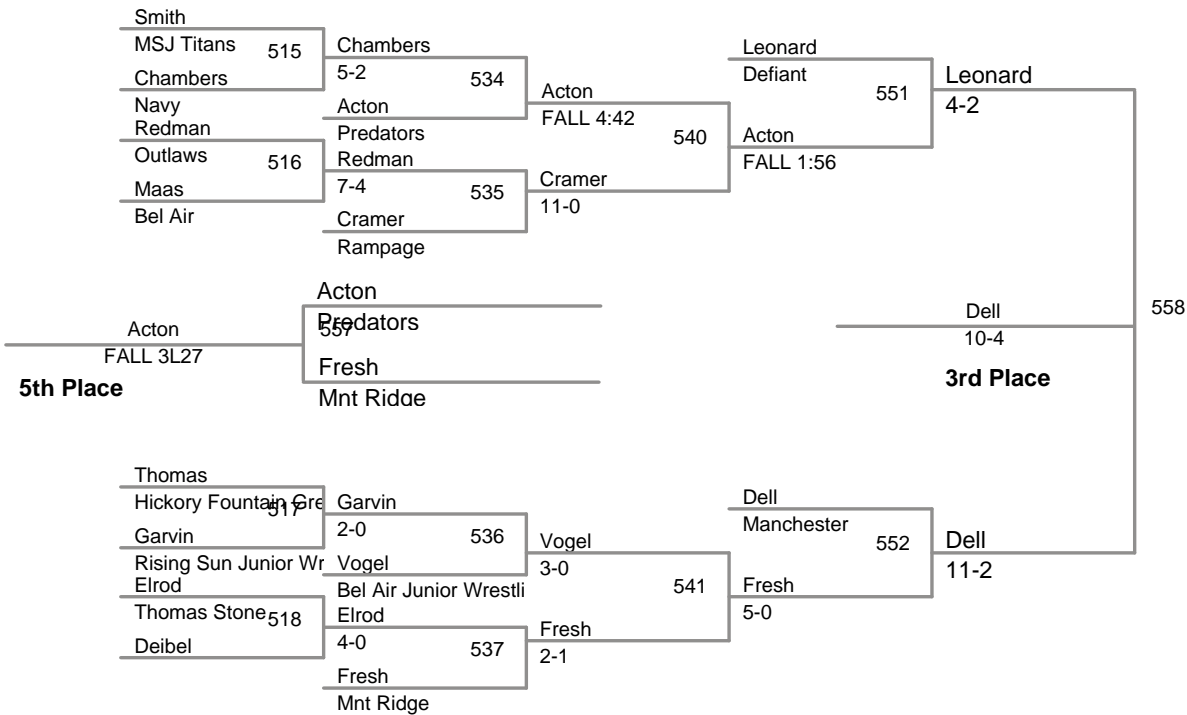 Smith
MSJ Titans
515
Chambers
Navy
Redman
Outlaws
516
Maas
Bel Air
Chambers
5-2
534
Acton
Predators
Redman
7-4
535
Cramer
Rampage
Acton
FALL 4:42
540
Cramer
11-0
Leonard
Defiant
551
Acton
FALL 1:56
Leonard
4-2
558
Acton
Predators
557
Fresh
Mnt Ridge
Acton
FALL 3L27
5th Place
Dell
10-4
3rd Place
Thomas
Hickory Fountain Gre
517
Garvin
Rising Sun Junior Wr
Elrod
Thomas Stone
518
Deibel
Garvin
2-0
536
Vogel
Bel Air Junior Wrestli
Elrod
4-0
537
Fresh
Mnt Ridge
Vogel
3-0
541
Fresh
2-1
Dell
Manchester
552
Fresh
5-0
Dell
11-2